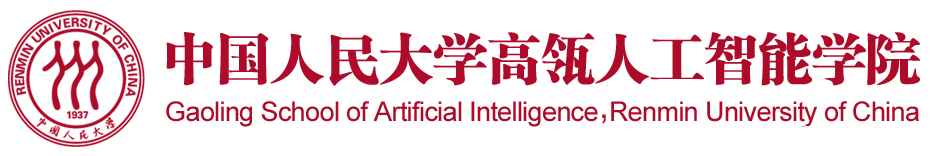 RENMIN UNIVERSITY OF CHINA
1937
中国人民大学
中国人民大学高瓴人工智能学院
Gaoling School of Artificial Intelligence,Renmin University of China